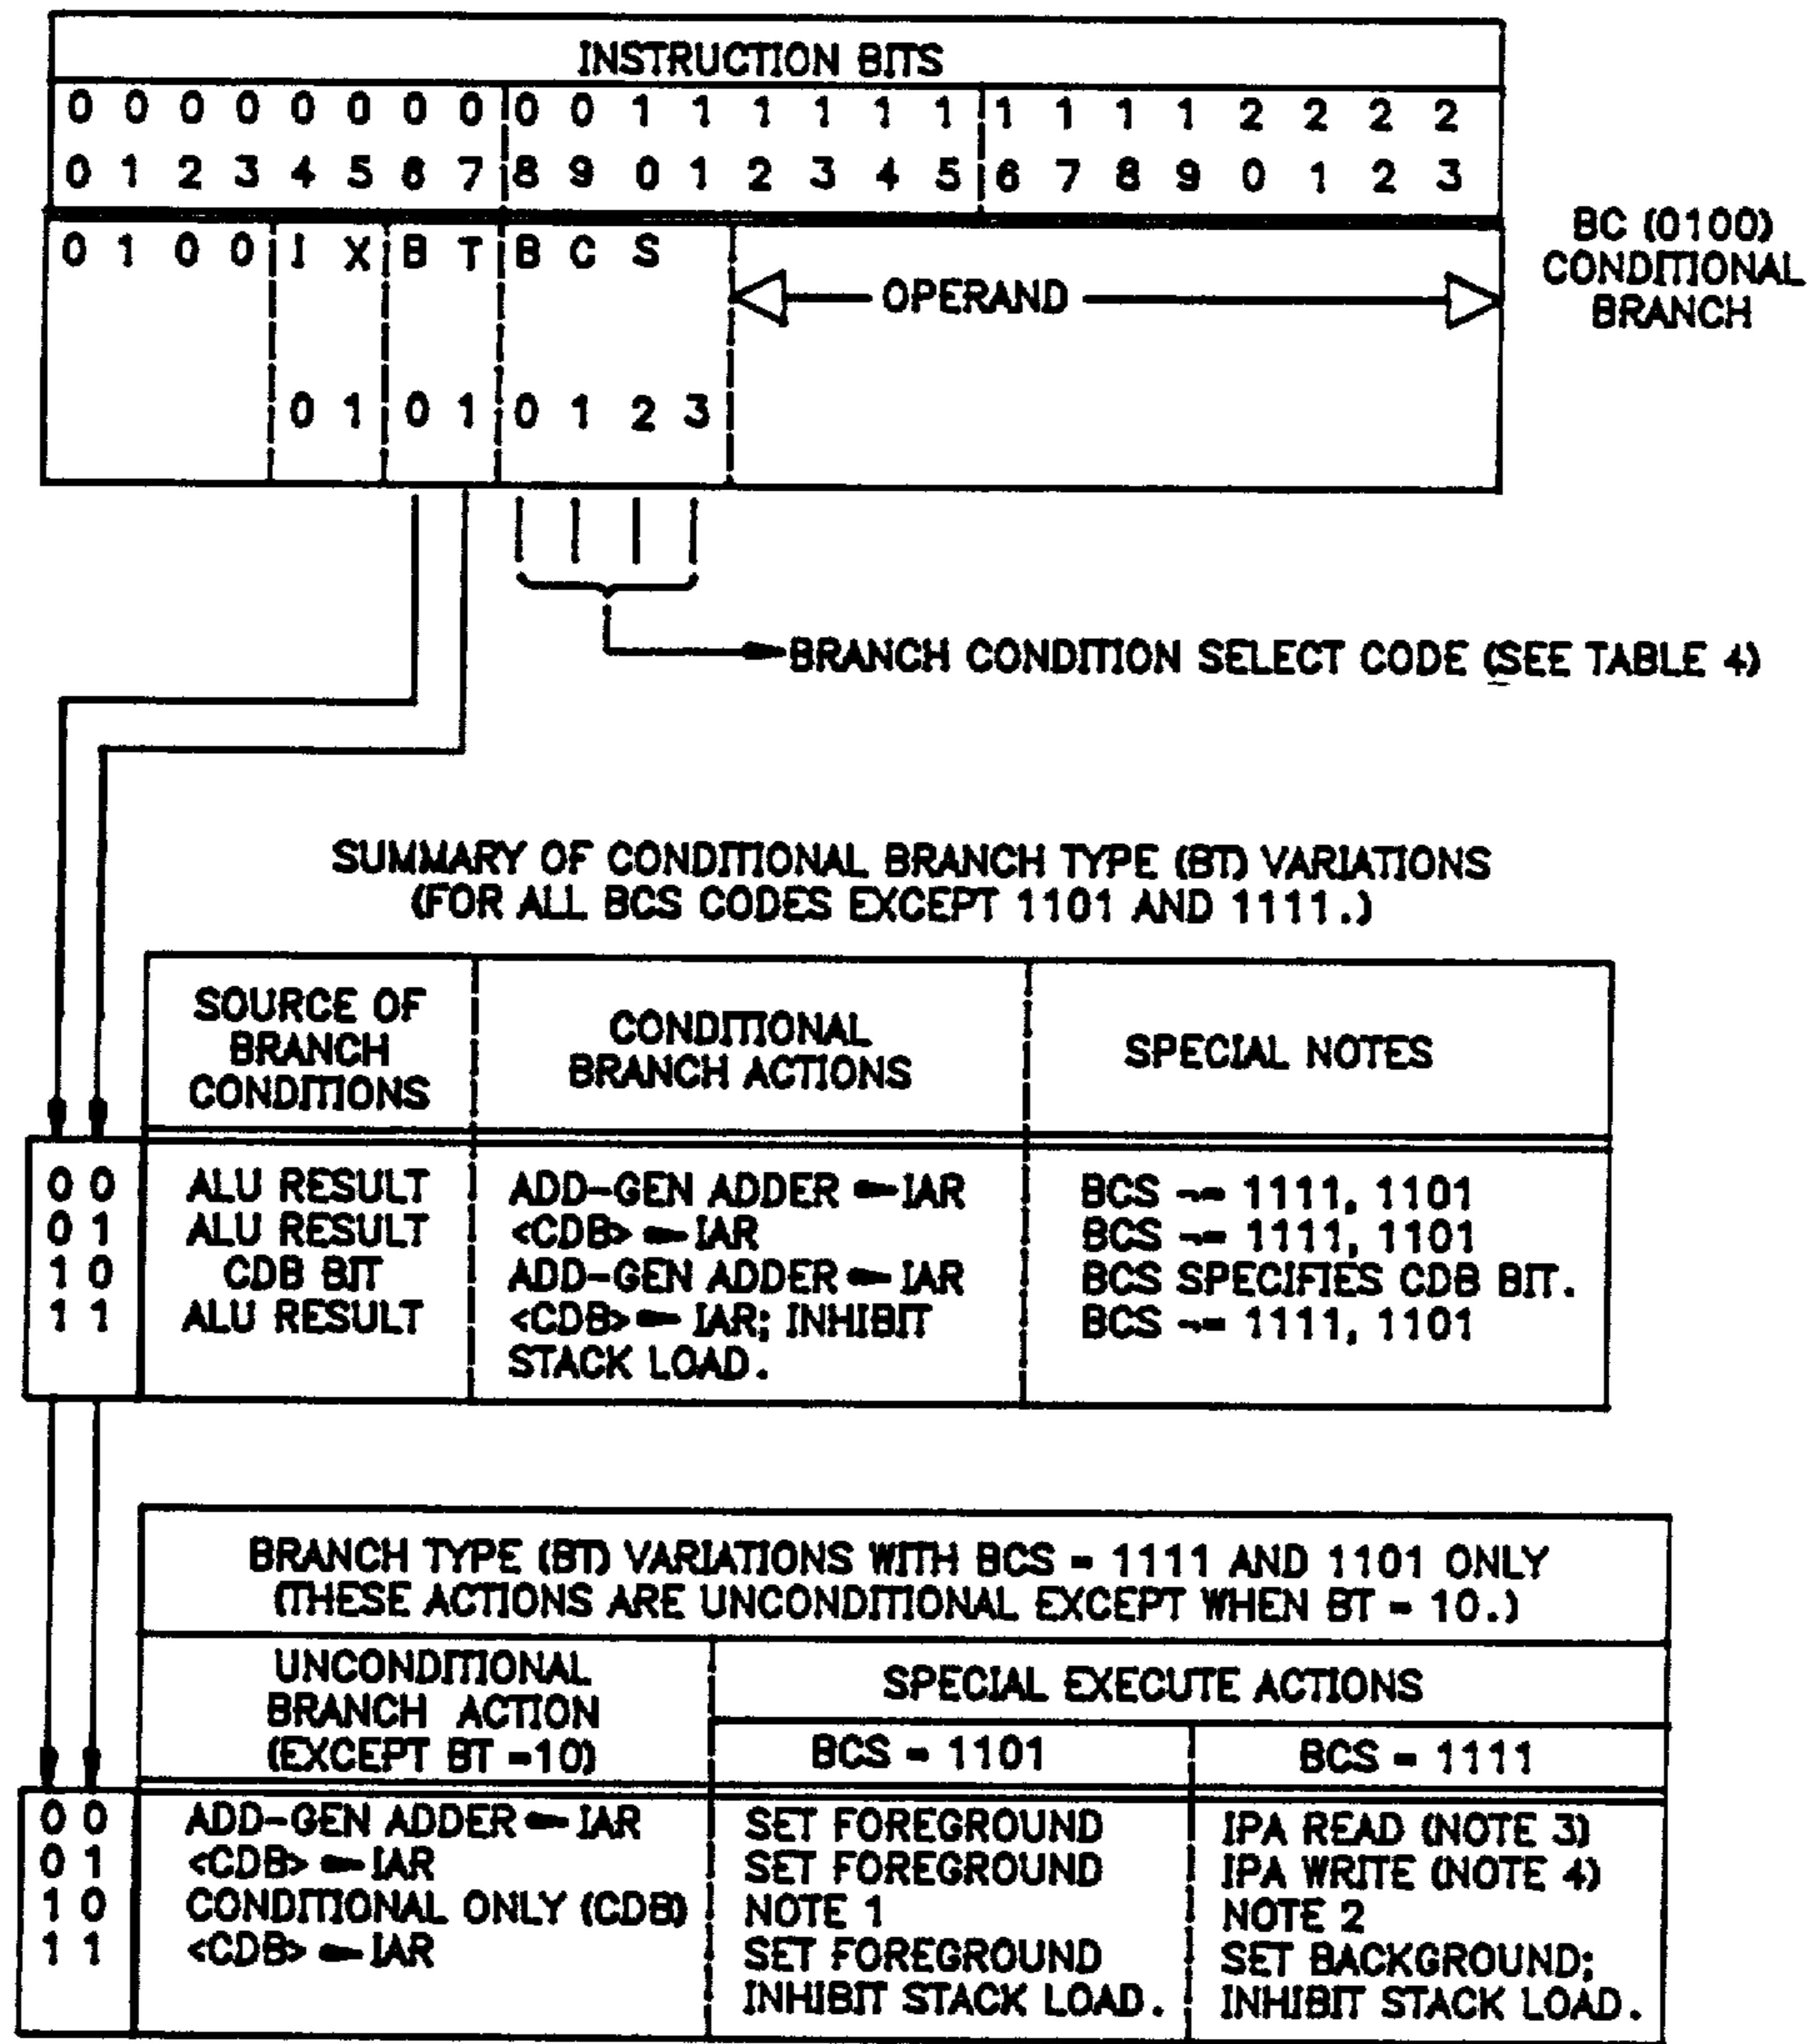 INSTRUCTION BITS
0 0 0 0 0 0 0 0 0 0 1 1 1 1 1 1 1 1 1 1 2 2 2 2
0 1 2 3 4 5 6 7 8 9 0 1 2 3 4 5 6 7 8 9 0 1 2 3
0 1 0 0 I X B T B C S
OPERAND
0 1 0 1 0 1 2 3
BC (0100)
CONDITIONAL
BRANCH
BRANCH CONDITION SELECT CODE (SEE TABLE 4)
SUMMARY OF CONDITIONAL BRANCH TYPE (BT) VARIATIONS
(FOR ALL BCS CODES EXCEPT 1101 AND 1111.)
SOURCE OF
BRANCH
CONDITIONS
CONDITIONAL
BRANCH ACTIONS
SPECIAL NOTES
0 0 ALU RESULT ADD-GEN ADDER ← IAR BCS ¬= 1111, 1101
0 1 ALU RESULT <CDB> ← IAR BCS ¬= 1111, 1101
1 0 CDB BIT ADD-GEN ADDER ← IAR BCS SPECIFIES CDB BIT.
1 1 ALU RESULT <CDB> ← IAR; INHIBIT BCS ¬= 1111, 1101
STACK LOAD.
BRANCH TYPE (BT) VARIATIONS WITH BCS = 1111 AND 1101 ONLY
(THESE ACTIONS ARE UNCONDITIONAL EXCEPT WHEN BT = 10.)
UNCONDITIONAL
BRANCH ACTION
(EXCEPT BT =10)
SPECIAL EXECUTE ACTIONS
BCS = 1101 BCS = 1111
0 0 ADD-GEN ADDER ← IAR SET FOREGROUND IPA READ (NOTE 3)
0 1 <CDB> ← IAR SET FOREGROUND IPA WRITE (NOTE 4)
1 0 CONDITIONAL ONLY (CDB) NOTE 1 NOTE 2
1 1 <CDB> ← IAR SET FOREGROUND SET BACKGROUND;
INHIBIT STACK LOAD. INHIBIT STACK LOAD.